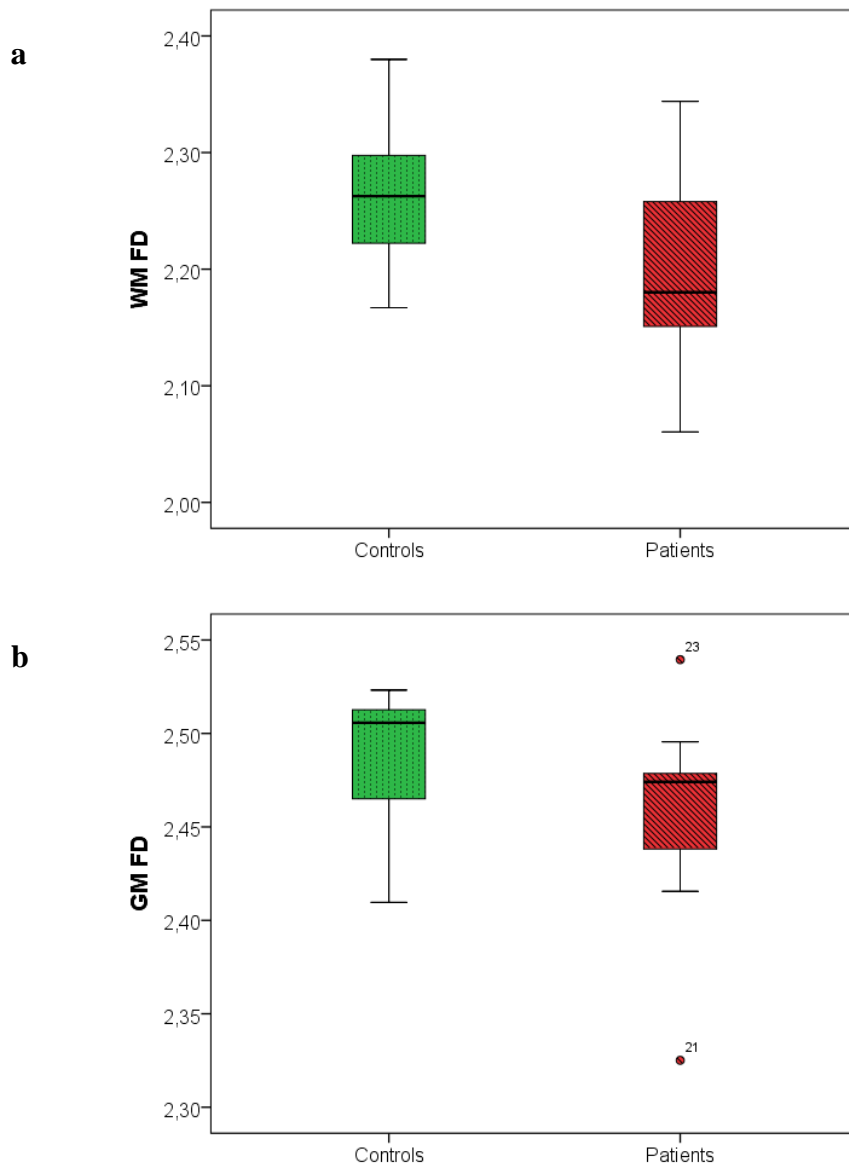 a
2,40
2,30
2,20
2,10
2,00
WM FD
Controls Patients
b
2,55
2,50
2,45
2,40
2,35
2,30
GM FD
23
21
Controls Patients